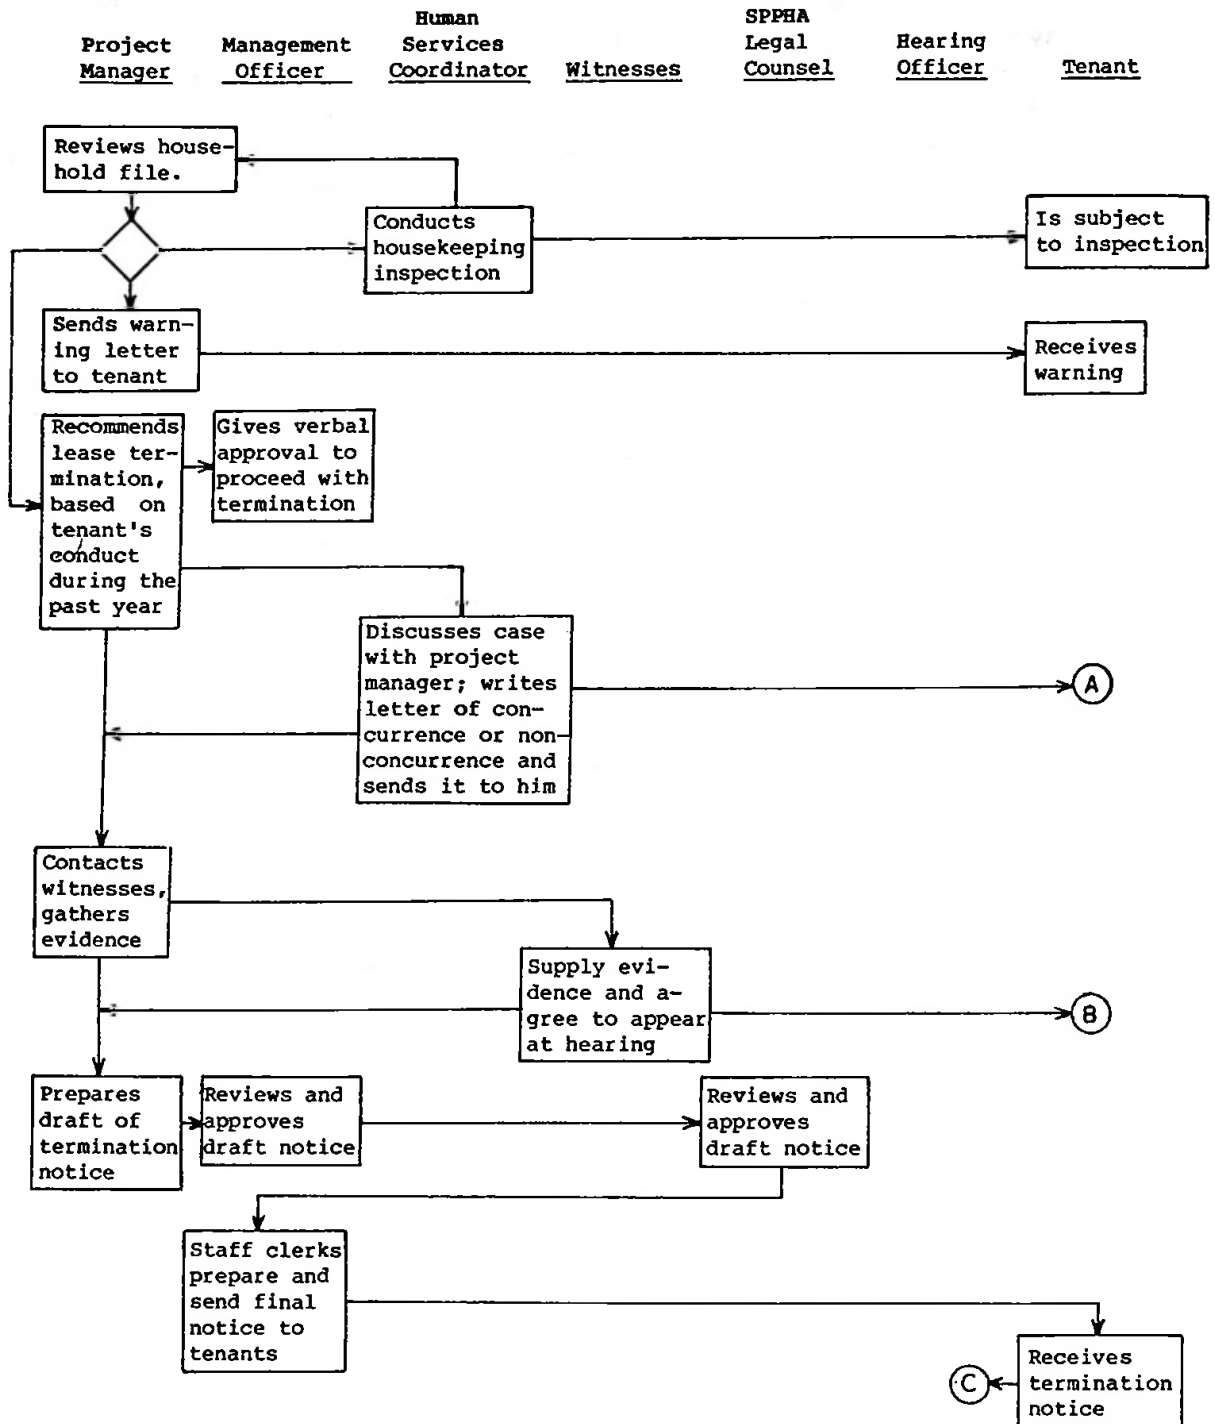 Human
SPPHA
Project
Management
Services
Legal
Hearing
Manager
Officer
Coordinator
Witnesses
Counsel
Officer
Tenant
Reviews house-
hold file.
Conducts
housekeeping
inspection
Is subject
to inspection
Sends warn-
ing letter
to tenant
Receives
warning
Recommends
lease ter-
mination,
based on
tenant's
conduct
during the
past year
Gives verbal
approval to
proceed with
termination
Discusses case
with project
manager; writes
letter of con-
currence or non-
concurrence and
sends it to him
A
Contacts
witnesses,
gathers
evidence
Supply evi-
dence and a-
gree to appear
at hearing
B
Prepares
draft of
termination
notice
Reviews and
approves
draft notice
Reviews and
approves
draft notice
Staff clerks
prepare and
send final
notice to
tenants
Receives
termination
notice
C